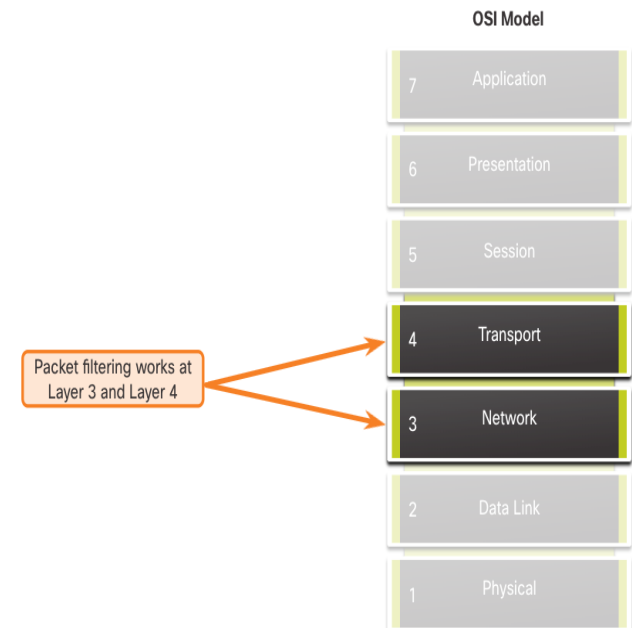 OSI Model
7 Application
6 Presentation
5 Session
4 Transport
Packet filtering works at
Layer 3 and Layer 4
3 Network
2 Data Link
1 Physical